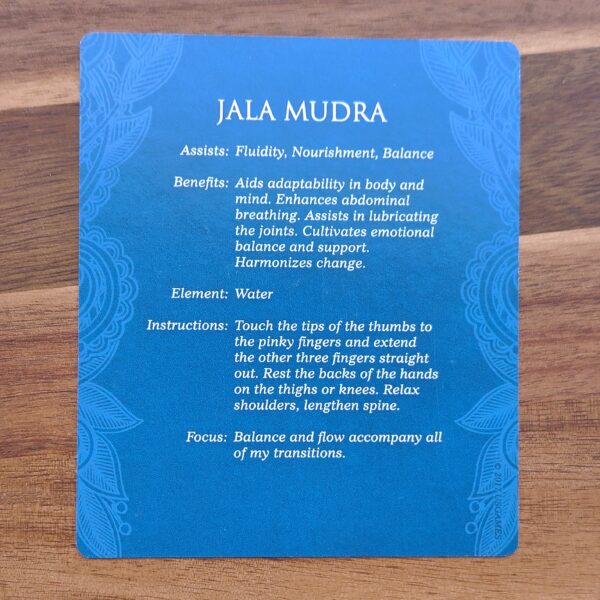 JALA MUDRA
Assists: Fluidity, Nourishment, Balance
Benefits: Aids adaptability in body and
mind. Enhances abdominal
breathing. Assists in lubricating
the joints. Cultivates emotional
balance and support.
Harmonizes change.
Element: Water
Instructions: Touch the tips of the thumbs to
the pinky fingers and extend
the other three fingers straight
out. Rest the backs of the hands
on the thighs or knees. Relax
shoulders, lengthen spine.
Focus: Balance and flow accompany all
of my transitions.
©